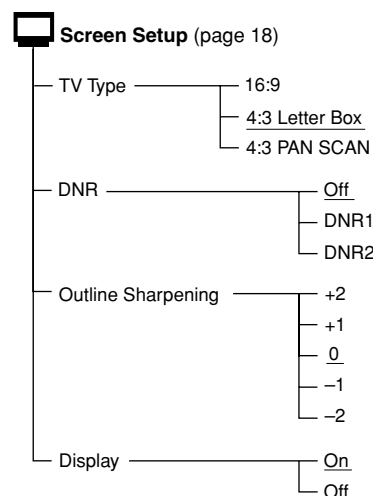 Screen Setup (page 18)
TV Type
16:9
4:3 Letter Box
4:3 PAN SCAN
DNR
Off
DNR1
DNR2
Outline Sharpening
+2
+1
0
–1
–2
Display
On
Off